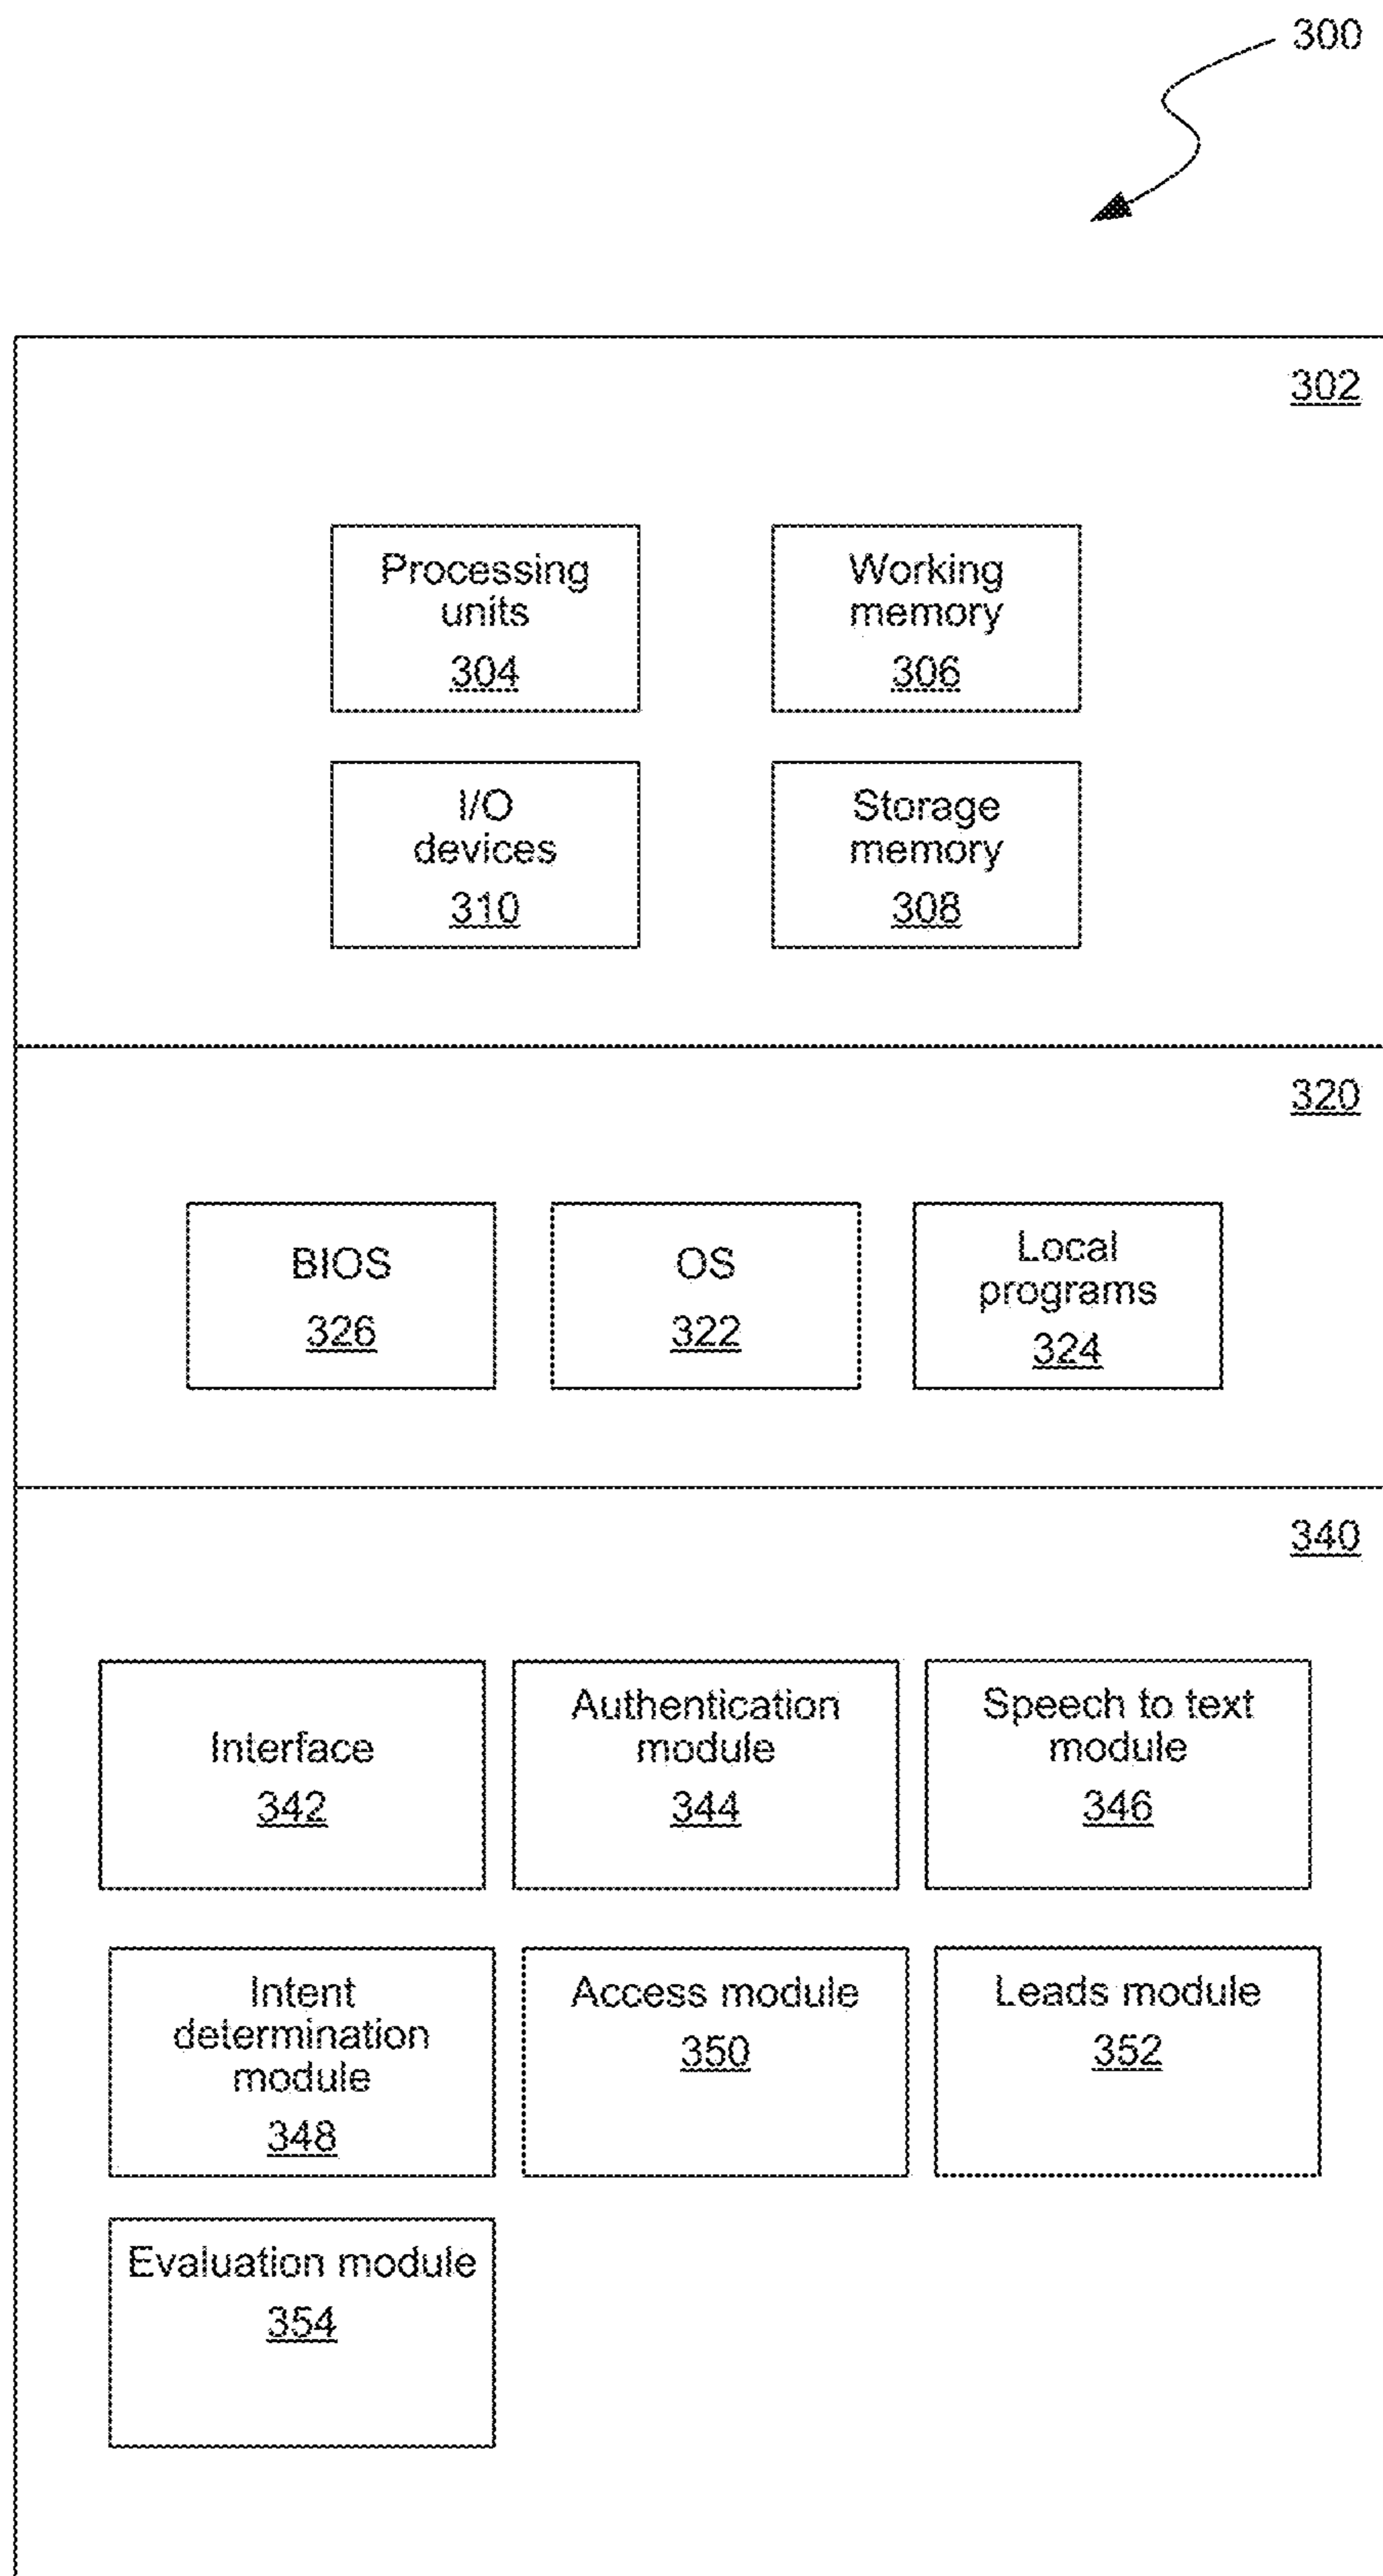 300
302
Processing
units
304
Working
memory
306
I/O
devices
310
Storage
memory
308
320
BIOS
326
OS
322
Local
programs
324
340
Interface
342
Authentication
module
344
Speech to text
module
346
Intent
determination
module
348
Access module
350
Leads module
352
Evaluation module
354